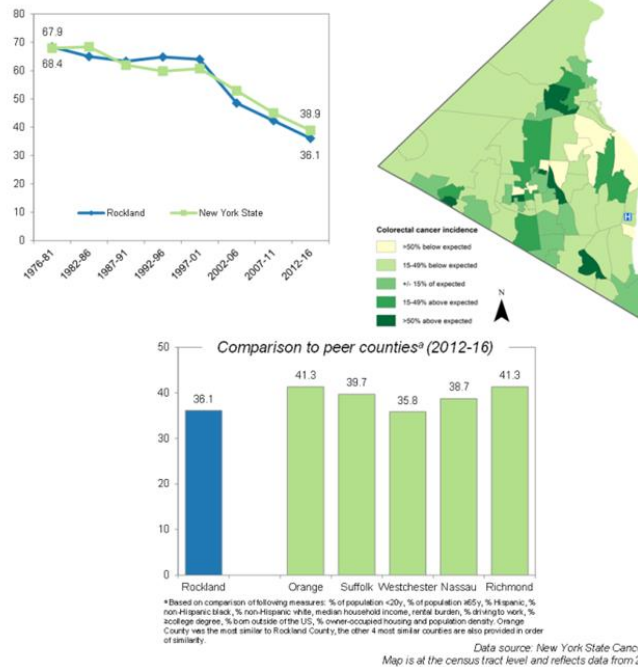 80
70
60
50
40
30
20
10
0
67.9
68.4
38.9
36.1
Rockland
New York State
1976-81
1982-86
1987-91
1992-96
1997-01
2002-06
2007-11
2012-16
Colorectal cancer incidence
>50% below expected
15-49% below expected
+/- 15% of expected
15-49% above expected
>50% above expected
N
H
Comparison to peer countiesª (2012-16)
50
40
30
20
10
0
36.1
41.3
39.7
35.8
38.7
41.3
Rockland
Orange
Suffolk
Westchester
Nassau
Richmond
ªBased on comparison of following measures: % of population <20y, % of population ≥65y, % Hispanic, %
non-Hispanic black, % non-Hispanic white, median household income, rental burden, % driving to work, %
≥college degree, % born outside of the US, % owner-occupied housing and population density. Orange
County was the most similar to Rockland County, the other 4 most similar counties are also provided in order
of similarity.
Data source: New York State Canc
Map is at the census tract level and reflects data from